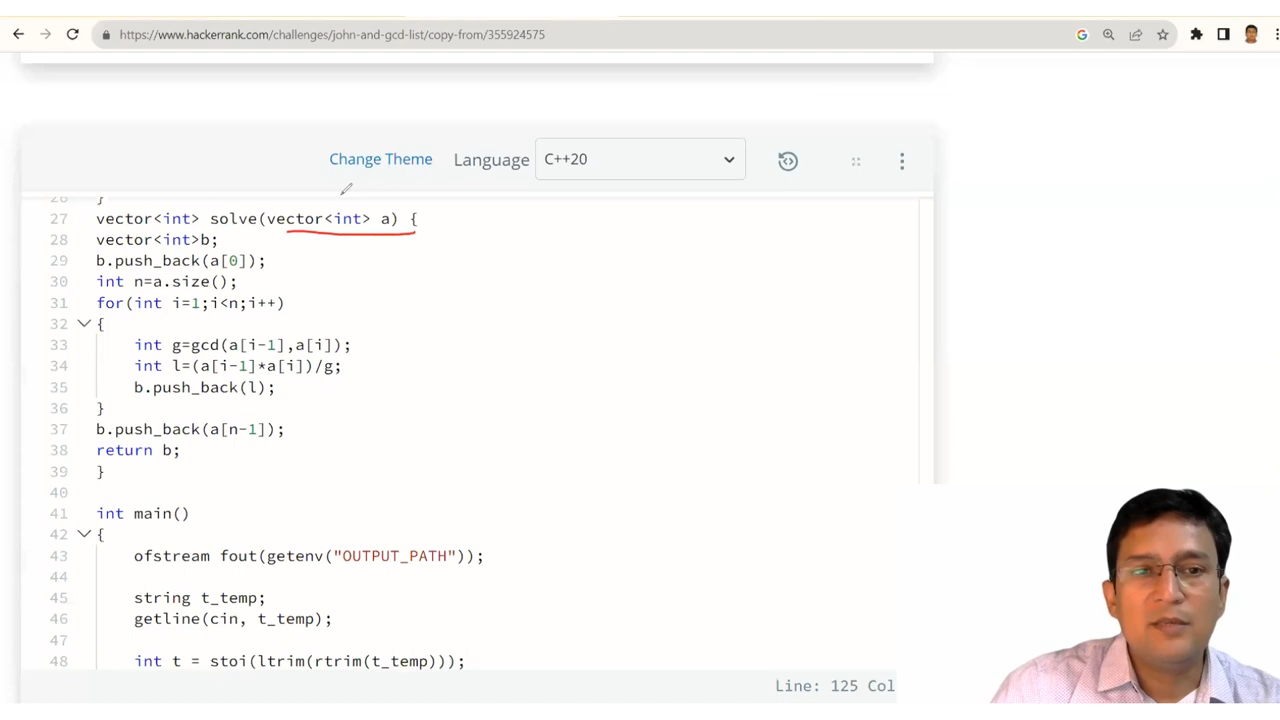 https://www.hackerrank.com/challenges/john-and-gcd-list/copy-from/355924575
Change Theme Language C++20
26 }
27 vector<int> solve(vector<int> a) {
28 vector<int>b;
29 b.push_back(a[0]);
30 int n=a.size();
31 for(int i=1;i<n;i++)
32 {
33 int g=gcd(a[i-1],a[i]);
34 int l=(a[i-1]*a[i])/g;
35 b.push_back(l);
36 }
37 b.push_back(a[n-1]);
38 return b;
39 }
40
41 int main()
42 {
43 ofstream fout(getenv("OUTPUT_PATH"));
44
45 string t_temp;
46 getline(cin, t_temp);
47
48 int t = stoi(ltrim(rtrim(t_temp)));
Line: 125 Col